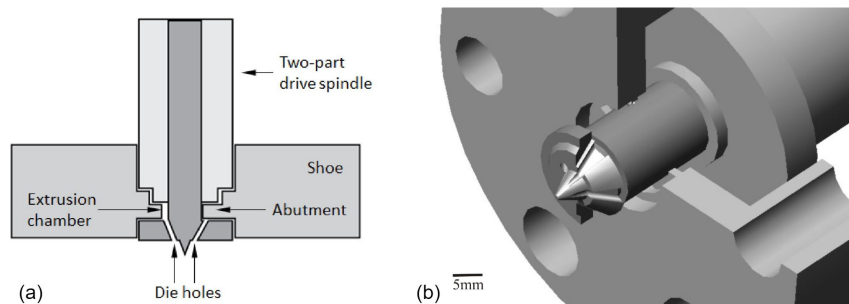 Two-part
drive spindle
Shoe
Extrusion
chamber
Abutment
Die holes
(a)
(b)
5mm